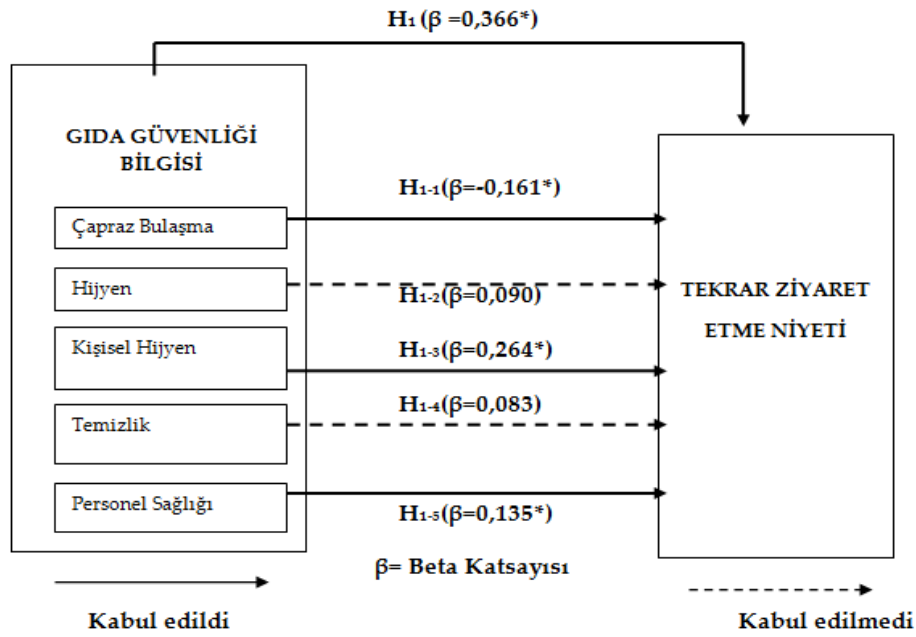 H₁ (β =0,366*)
GIDA GÜVENLİĞİ
BİLGİSİ
Çapraz Bulaşma
Hijyen
Kişisel Hijyen
Temizlik
Personel Sağlığı
H₁₋₁(β=-0,161*)
H₁₋₂(β=0,090)
H₁₋₃(β=0,264*)
H₁₋₄(β=0,083)
H₁₋₅(β=0,135*)
TEKRAR ZİYARET
ETME NİYETİ
β= Beta Katsayısı
Kabul edildi
Kabul edilmedi